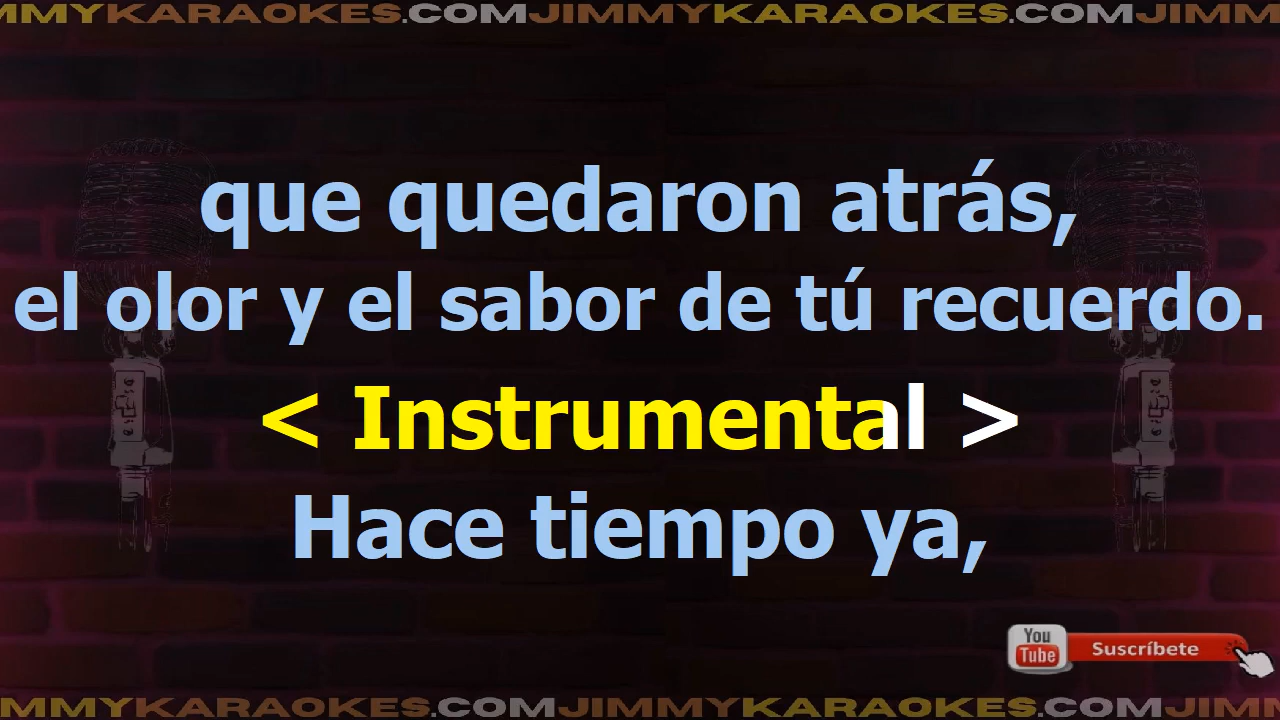 MMYKARAOKES.COMJIMMYKARAOKES.COMJIMM
que quedaron atrás,
el olor y el sabor de tú recuerdo.
< Instrumental >
Hace tiempo ya,
You
Tube
Suscríbete
MMYKARAOKES.COMJIMMYKARAOKES.COMJIMM